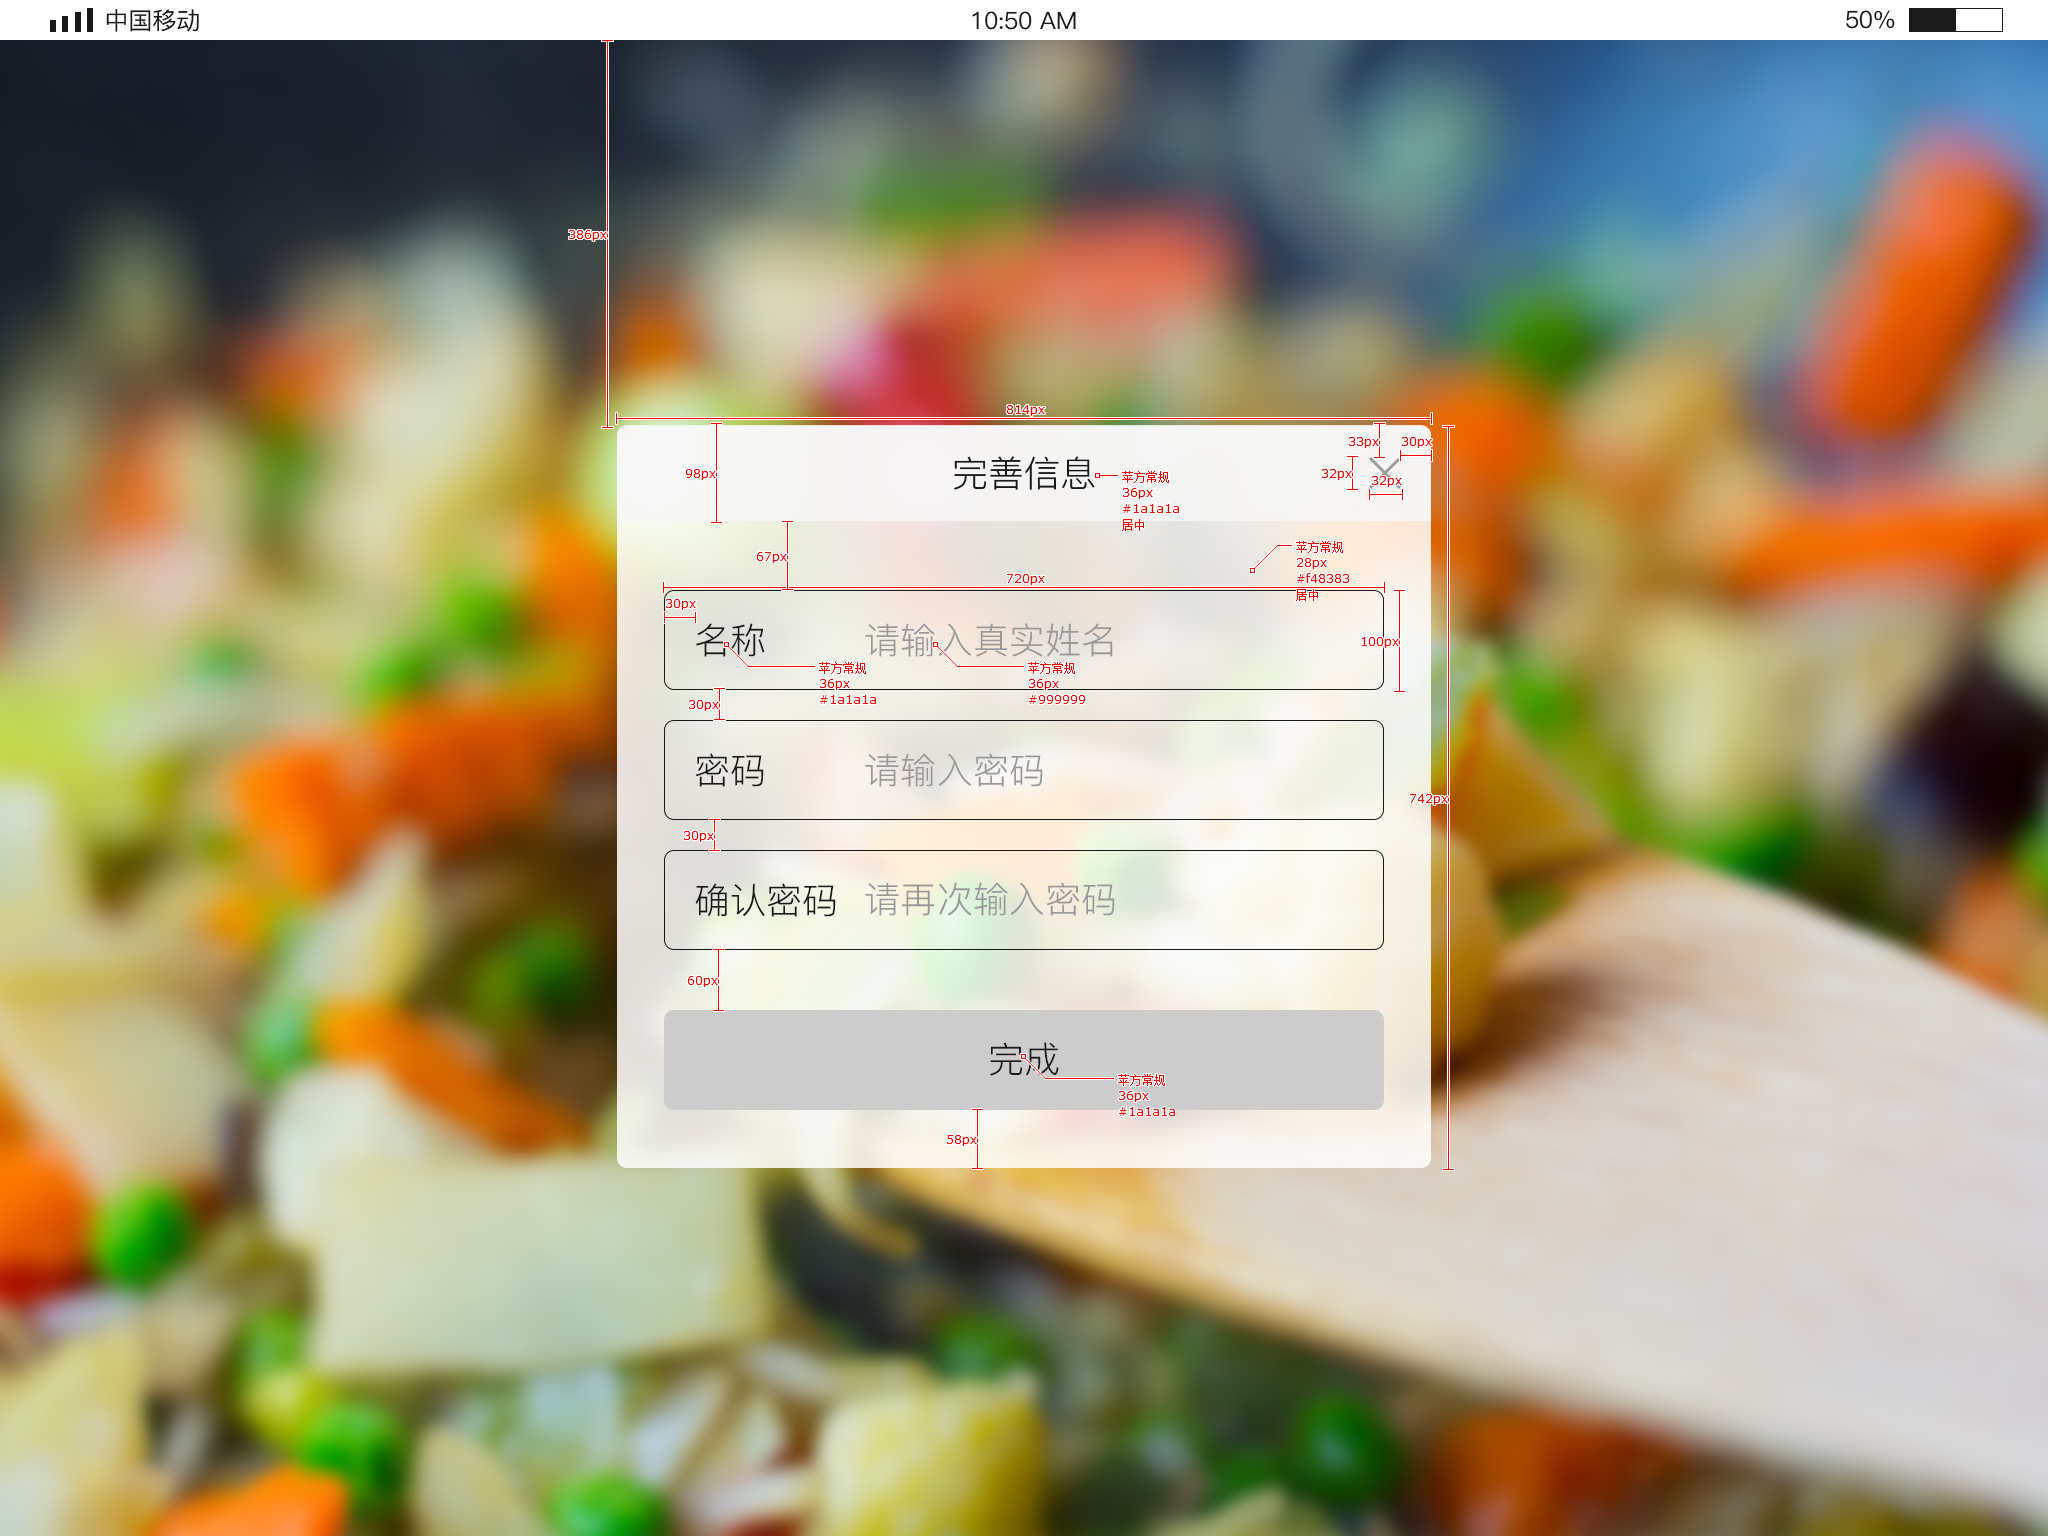 中国移动
10:50 AM
50%
386px
814px
98px
完善信息
苹方常规
36px
#1a1a1a
居中
33px
30px
32px
32px
67px
苹方常规
28px
#f48383
居中
720px
30px
名称
请输入真实姓名
苹方常规
36px
#1a1a1a
苹方常规
36px
#999999
100px
30px
密码
请输入密码
742px
30px
确认密码
请再次输入密码
60px
完成
苹方常规
36px
#1a1a1a
58px